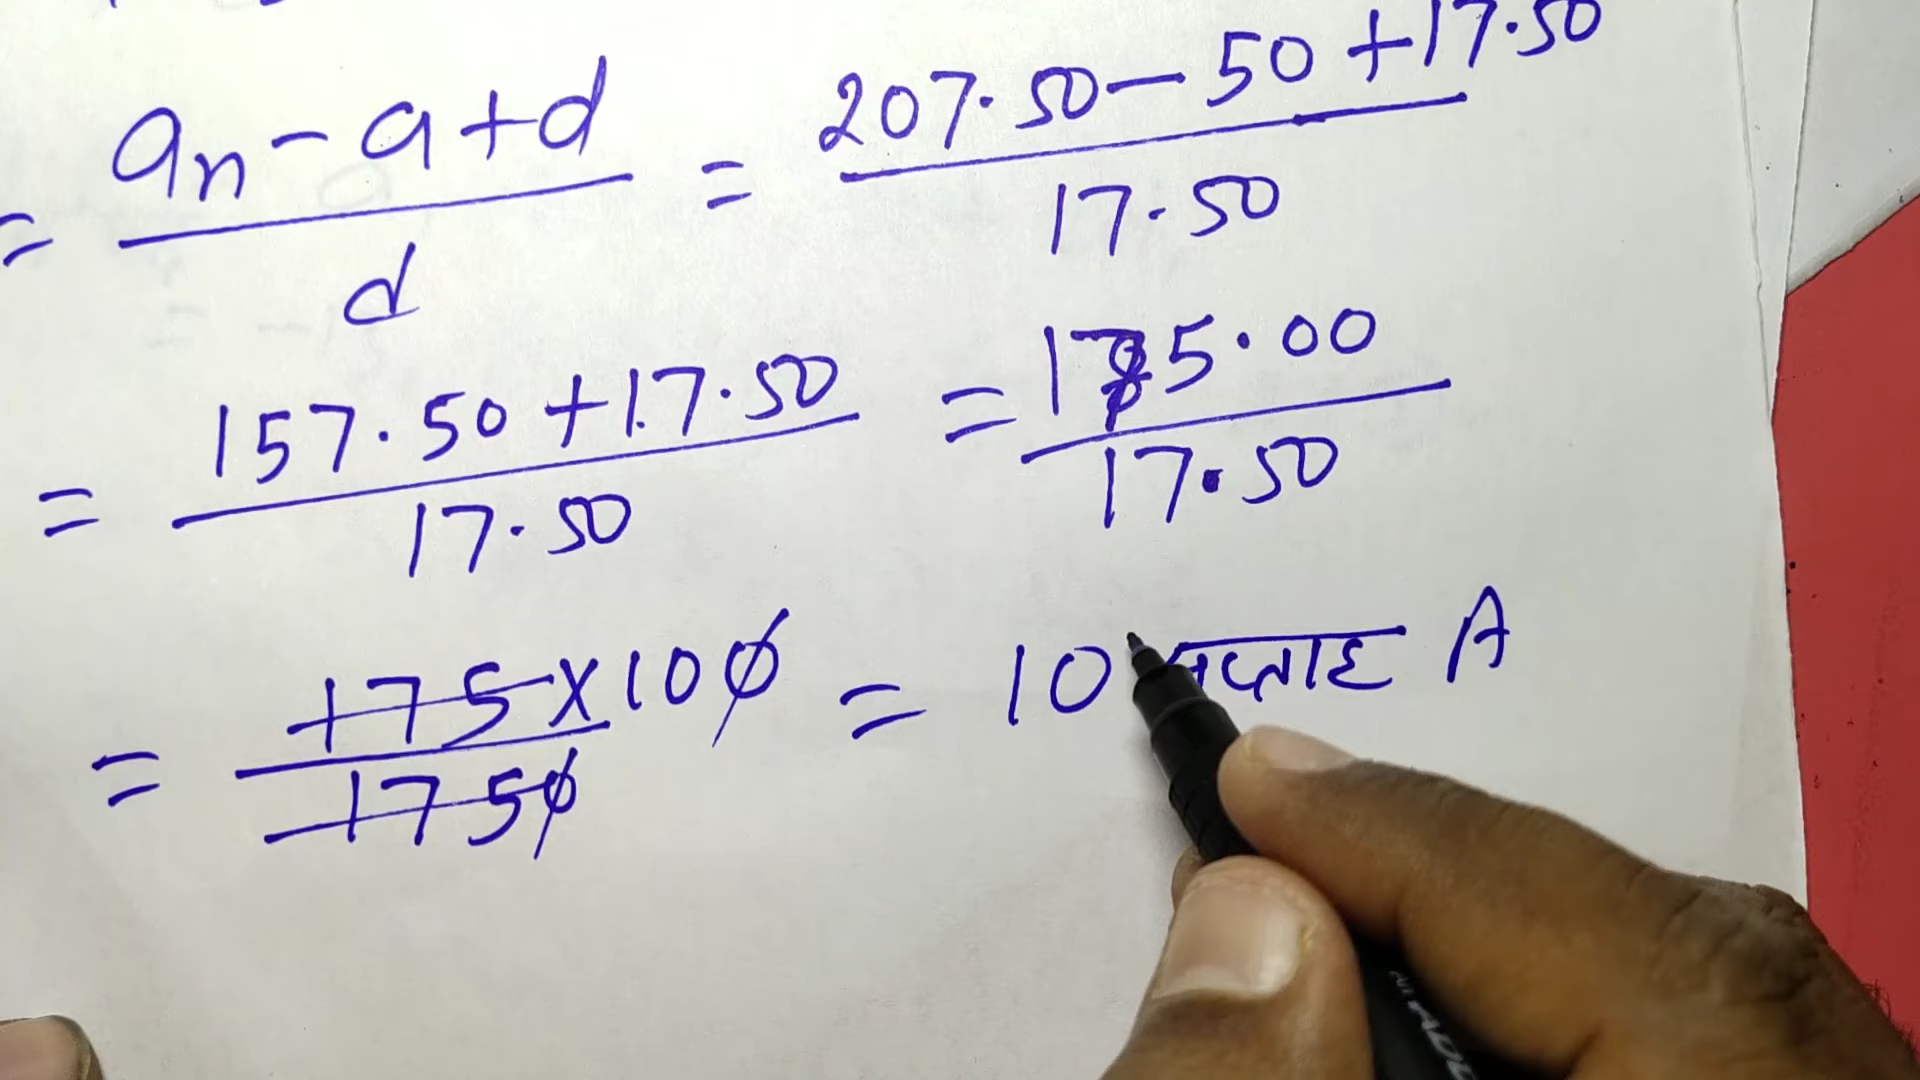 = aₙ - a + d / d = 207.50 - 50 + 17.50 / 17.50
= 157.50 + 17.50 / 17.50 = 175.00 / 17.50
= 175 x 100 / 1750 = 10 सप्ताह A